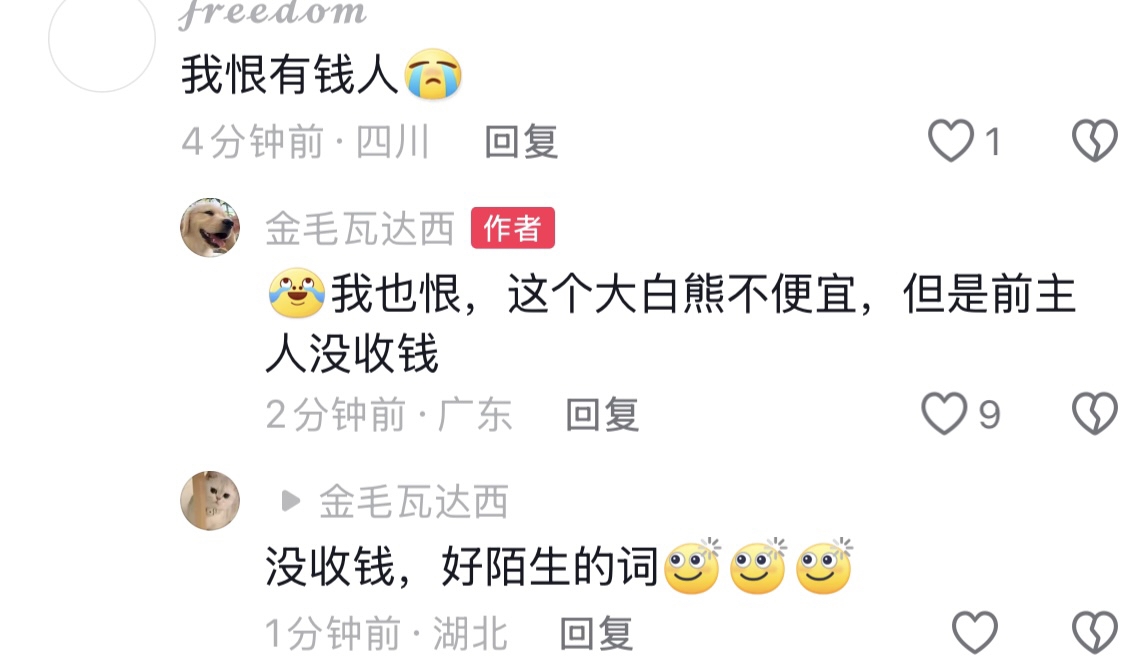 freedom
我恨有钱人😭
4分钟前·四川 回复 1
金毛瓦达西 作者
😂我也恨，这个大白熊不便宜，但是前主
人没收钱
2分钟前·广东 回复 9
▶ 金毛瓦达西
没收钱，好陌生的词
1分钟前·湖北 回复